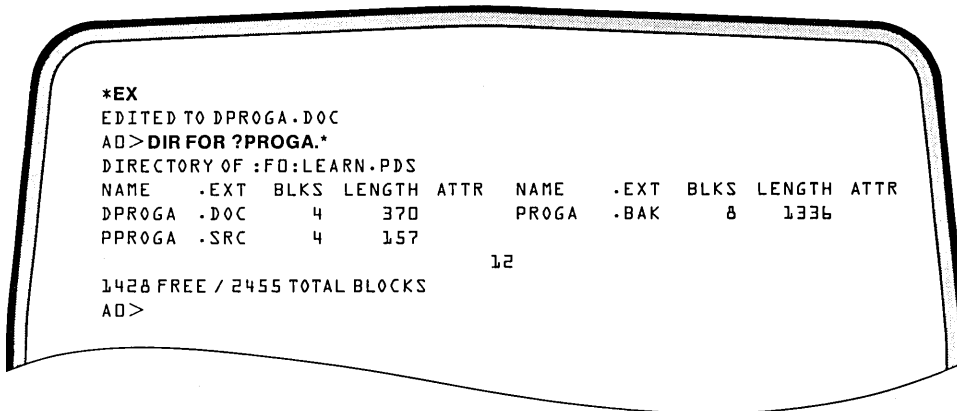 *EX
EDITED TO DPROGA.DOC
A0>DIR FOR ?PROGA.*
DIRECTORY OF :F0:LEARN.PDS
NAME .EXT BLKS LENGTH ATTR NAME .EXT BLKS LENGTH ATTR
DPROGA .DOC 4 370 PROGA .BAK 8 1336
PPROGA .SRC 4 157
12
1428 FREE / 2455 TOTAL BLOCKS
A0>